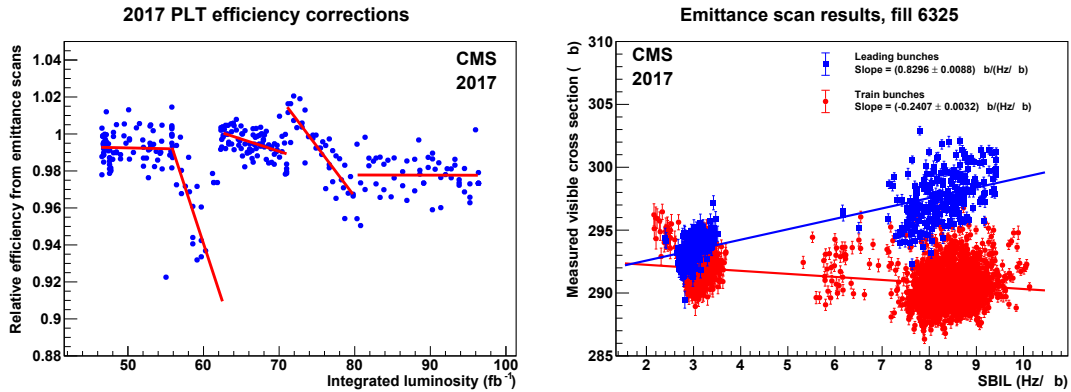 2017 PLT efficiency corrections
Relative efficiency from emittance scans
1.04
1.02
1
0.98
0.96
0.94
0.92
0.9
0.88
CMS
2017
50
60
70
80
90
100
Integrated luminosity (fb⁻¹)
Emittance scan results, fill 6325
Measured visible cross section ( b)
310
305
300
295
290
285
CMS
2017
Leading bunches
Slope = (0.8296 ± 0.0088) b/(Hz/ b)
Train bunches
Slope = (-0.2407 ± 0.0032) b/(Hz/ b)
2
3
4
5
6
7
8
9
10
SBIL (Hz/ b)